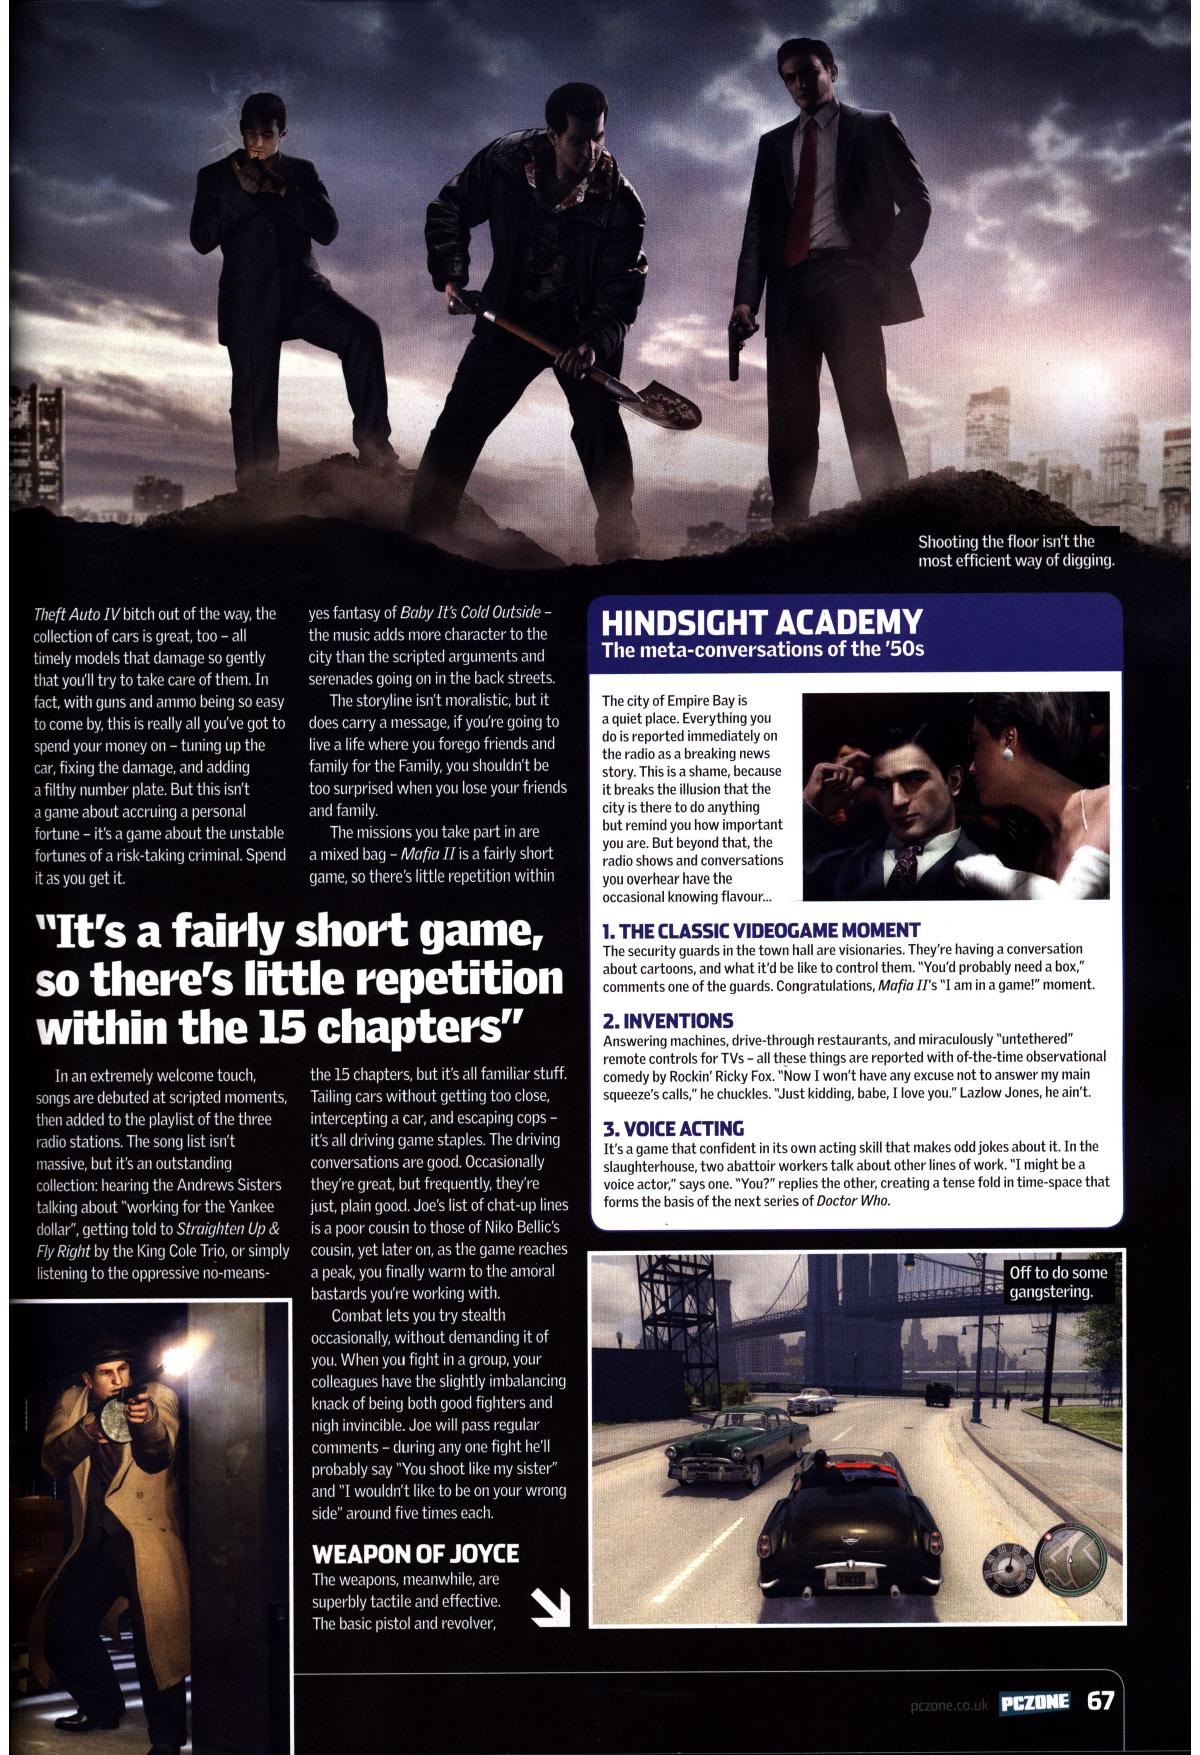 Shooting the floor isn't the
most efficient way of digging.
Theft Auto IV bitch out of the way, the
collection of cars is great, too – all
timely models that damage so gently
that you'll try to take care of them. In
fact, with guns and ammo being so easy
to come by, this is really all you've got to
spend your money on – tuning up the
car, fixing the damage, and adding
a filthy number plate. But this isn't
a game about accruing a personal
fortune – it's a game about the unstable
fortunes of a risk-taking criminal. Spend
it as you get it.
"It's a fairly short game,
so there's little repetition
within the 15 chapters"
In an extremely welcome touch,
songs are debuted at scripted moments,
then added to the playlist of the three
radio stations. The song list isn't
massive, but it's an outstanding
collection: hearing the Andrews Sisters
talking about "working for the Yankee
dollar", getting told to Straighten Up &
Fly Right by the King Cole Trio, or simply
listening to the oppressive no-means-
yes fantasy of Baby It's Cold Outside –
the music adds more character to the
city than the scripted arguments and
serenades going on in the back streets.
The storyline isn't moralistic, but it
does carry a message, if you're going to
live a life where you forego friends and
family for the Family, you shouldn't be
too surprised when you lose your friends
and family.
The missions you take part in are
a mixed bag – Mafia II is a fairly short
game, so there's little repetition within
the 15 chapters, but it's all familiar stuff.
Tailing cars without getting too close,
intercepting a car, and escaping cops –
it's all driving game staples. The driving
conversations are good. Occasionally
they're great, but frequently, they're
just, plain good. Joe's list of chat-up lines
is a poor cousin to those of Niko Bellic's
cousin, yet later on, as the game reaches
a peak, you finally warm to the amoral
bastards you're working with.
Combat lets you try stealth
occasionally, without demanding it of
you. When you fight in a group, your
colleagues have the slightly imbalancing
knack of being both good fighters and
nigh invincible. Joe will pass regular
comments – during any one fight he'll
probably say "You shoot like my sister"
and "I wouldn't like to be on your wrong
side" around five times each.
WEAPON OF JOYCE
The weapons, meanwhile, are
superbly tactile and effective.
The basic pistol and revolver,
HINDSIGHT ACADEMY
The meta-conversations of the '50s
The city of Empire Bay is
a quiet place. Everything you
do is reported immediately on
the radio as a breaking news
story. This is a shame, because
it breaks the illusion that the
city is there to do anything
but remind you how important
you are. But beyond that, the
radio shows and conversations
you overhear have the
occasional knowing flavour...
1. THE CLASSIC VIDEOGAME MOMENT
The security guards in the town hall are visionaries. They're having a conversation
about cartoons, and what it'd be like to control them. "You'd probably need a box,"
comments one of the guards. Congratulations, Mafia II's "I am in a game!" moment.
2. INVENTIONS
Answering machines, drive-through restaurants, and miraculously "untethered"
remote controls for TVs – all these things are reported with of-the-time observational
comedy by Rockin' Ricky Fox. "Now I won't have any excuse not to answer my main
squeeze's calls," he chuckles. "Just kidding, babe, I love you." Lazlow Jones, he ain't.
3. VOICE ACTING
It's a game that confident in its own acting skill that makes odd jokes about it. In the
slaughterhouse, two abattoir workers talk about other lines of work. "I might be a
voice actor," says one. "You?" replies the other, creating a tense fold in time-space that
forms the basis of the next series of Doctor Who.
Off to do some
gangstering.
pczone.co.uk PCZONE 67